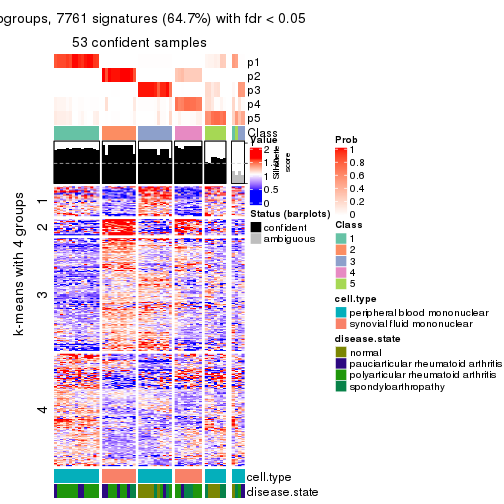 ogroups, 7761 signatures (64.7%) with fdr < 0.05
53 confident samples
p1
p2
p3
p4
p5
Class
Silhouette
score
1
2
3
4
k-means with 4 groups
cell.type
disease.state
Value
2
1.5
1
0.5
0
Status (barplots)
confident
ambiguous
Prob
1
0.8
0.6
0.4
0.2
0
Class
1
2
3
4
5
cell.type
peripheral blood mononuclear
synovial fluid mononuclear
disease.state
normal
pauciarticular rheumatoid arthritis
polyarticular rheumatoid arthritis
spondyloarthropathy